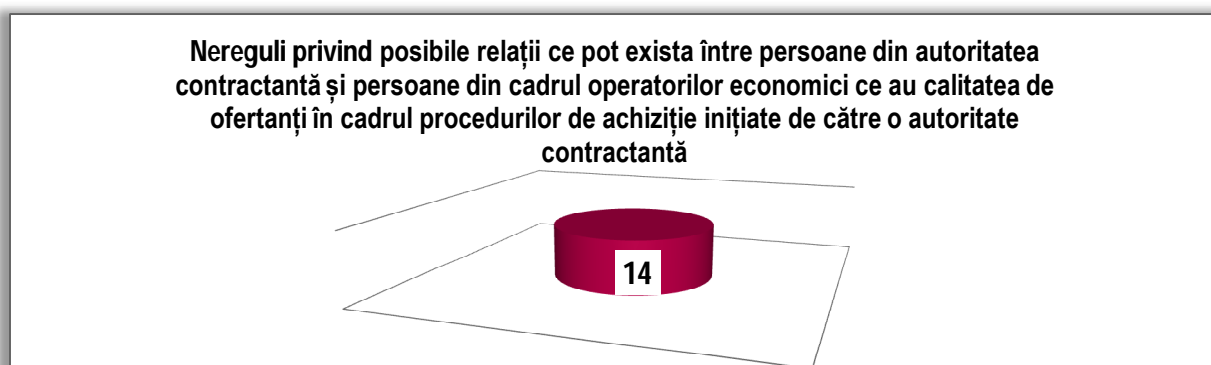 Nereguli privind posibile relații ce pot exista între persoane din autoritatea
contractantă și persoane din cadrul operatorilor economici ce au calitatea de
ofertanți în cadrul procedurilor de achiziție inițiate de către o autoritate
contractantă
14